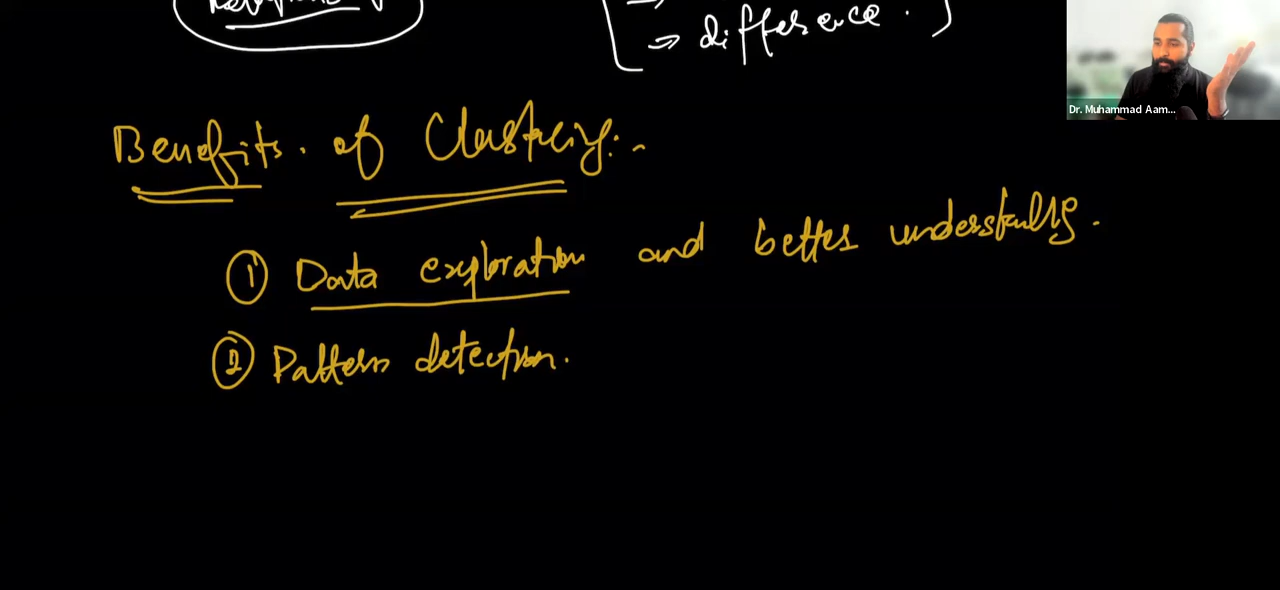 ⇒ difference.
Dr. Muhammad Aam...
Benefits of Clustering:-
① Data exploration and better understanding.
② Pattern detection.